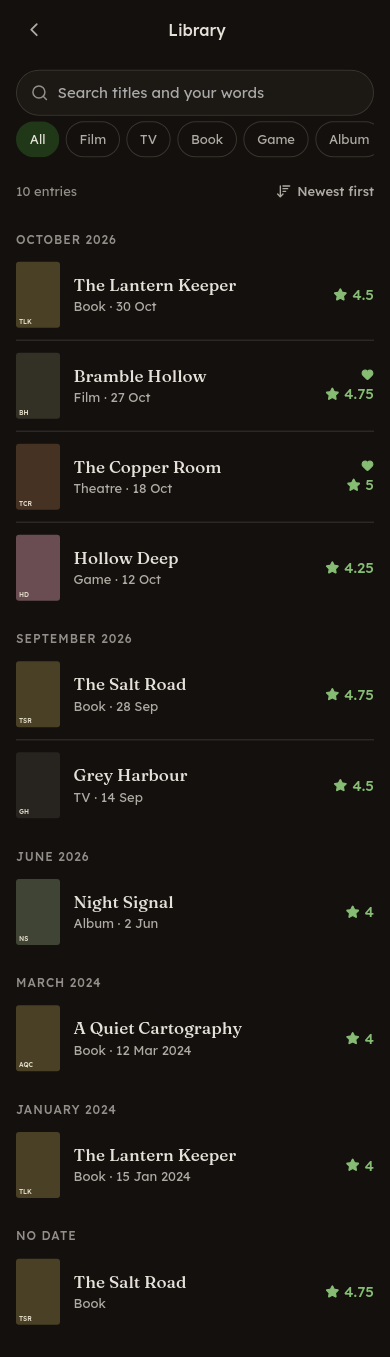 Library
Search titles and your words
All Film TV Book Game Album
10 entries Newest first
OCTOBER 2026
The Lantern Keeper
Book · 30 Oct
4.5
TLK
Bramble Hollow
Film · 27 Oct
4.75
BH
The Copper Room
Theatre · 18 Oct
5
TCR
Hollow Deep
Game · 12 Oct
4.25
HD
SEPTEMBER 2026
The Salt Road
Book · 28 Sep
4.75
TSR
Grey Harbour
TV · 14 Sep
4.5
GH
JUNE 2026
Night Signal
Album · 2 Jun
4
NS
MARCH 2024
A Quiet Cartography
Book · 12 Mar 2024
4
AQC
JANUARY 2024
The Lantern Keeper
Book · 15 Jan 2024
4
TLK
NO DATE
The Salt Road
Book
4.75
TSR